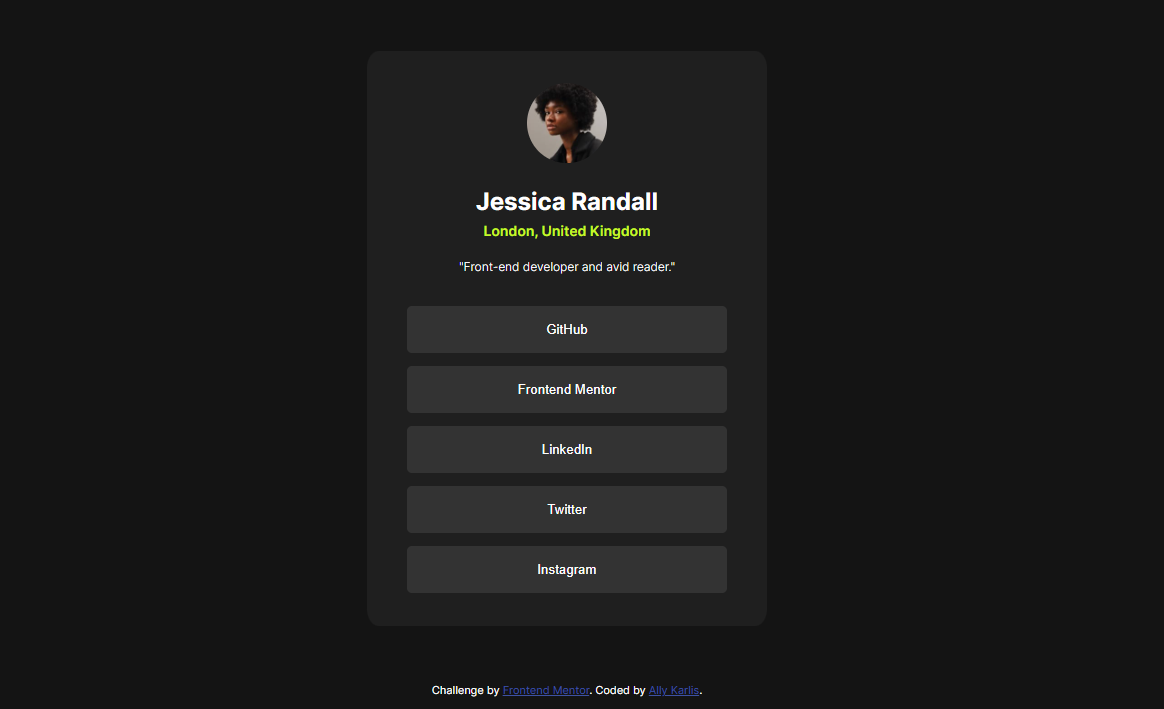 Jessica Randall
London, United Kingdom
"Front-end developer and avid reader."
GitHub
Frontend Mentor
LinkedIn
Twitter
Instagram
Challenge by Frontend Mentor. Coded by Ally Karlis.